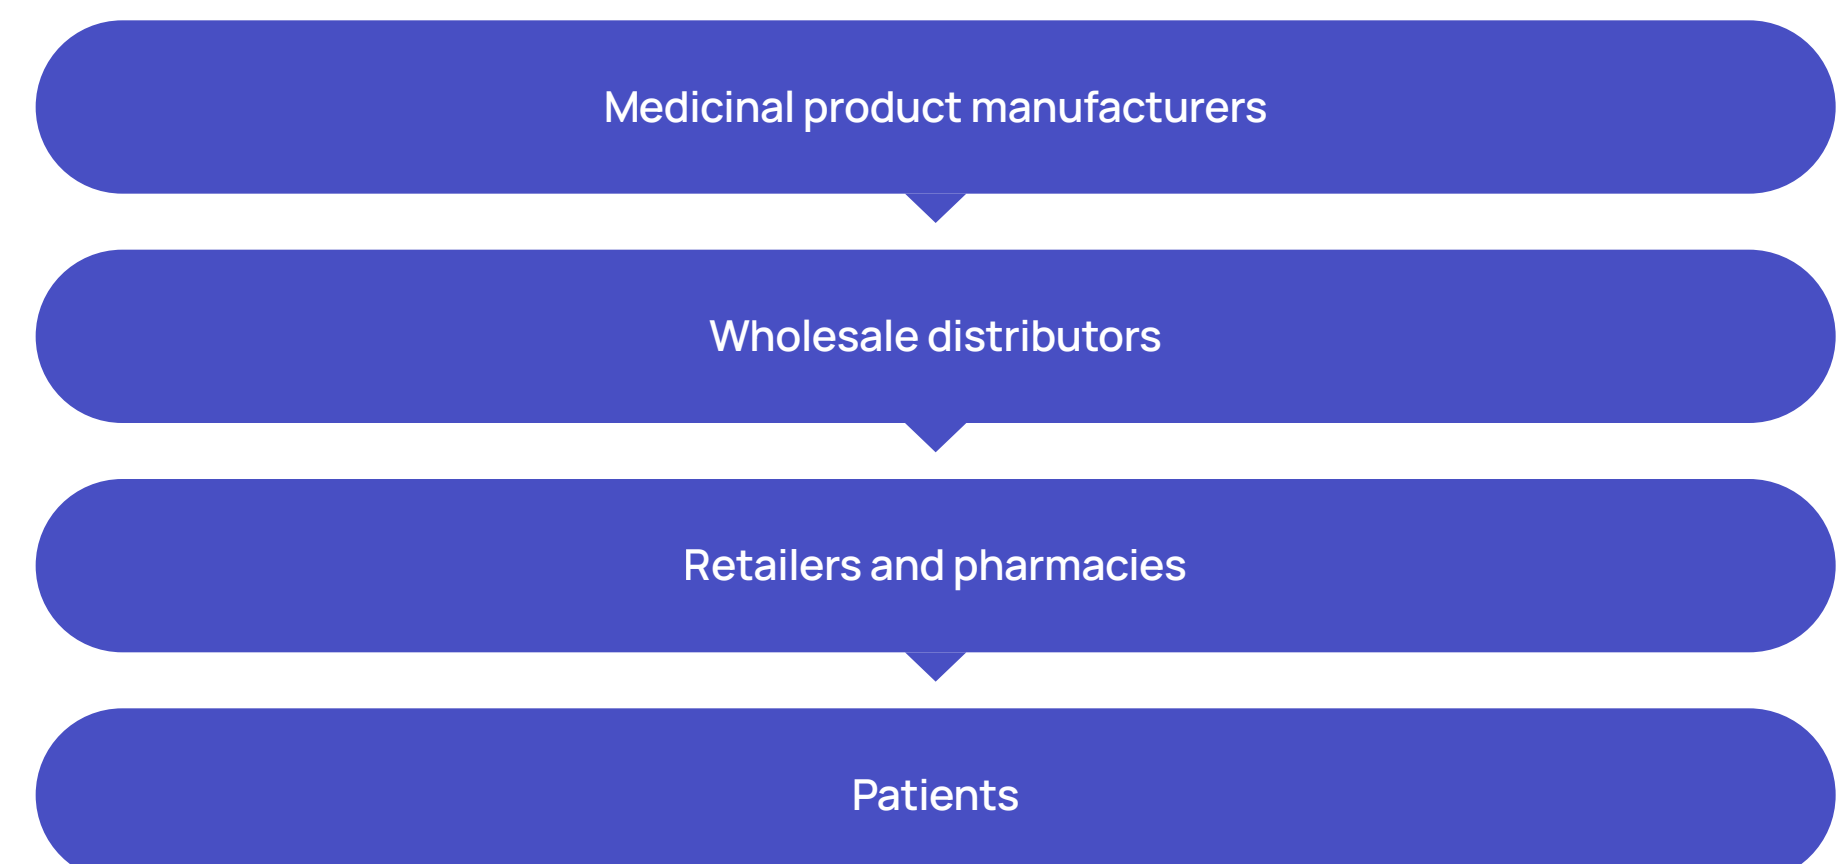 Medicinal product manufacturers
Wholesale distributors
Retailers and pharmacies
Patients